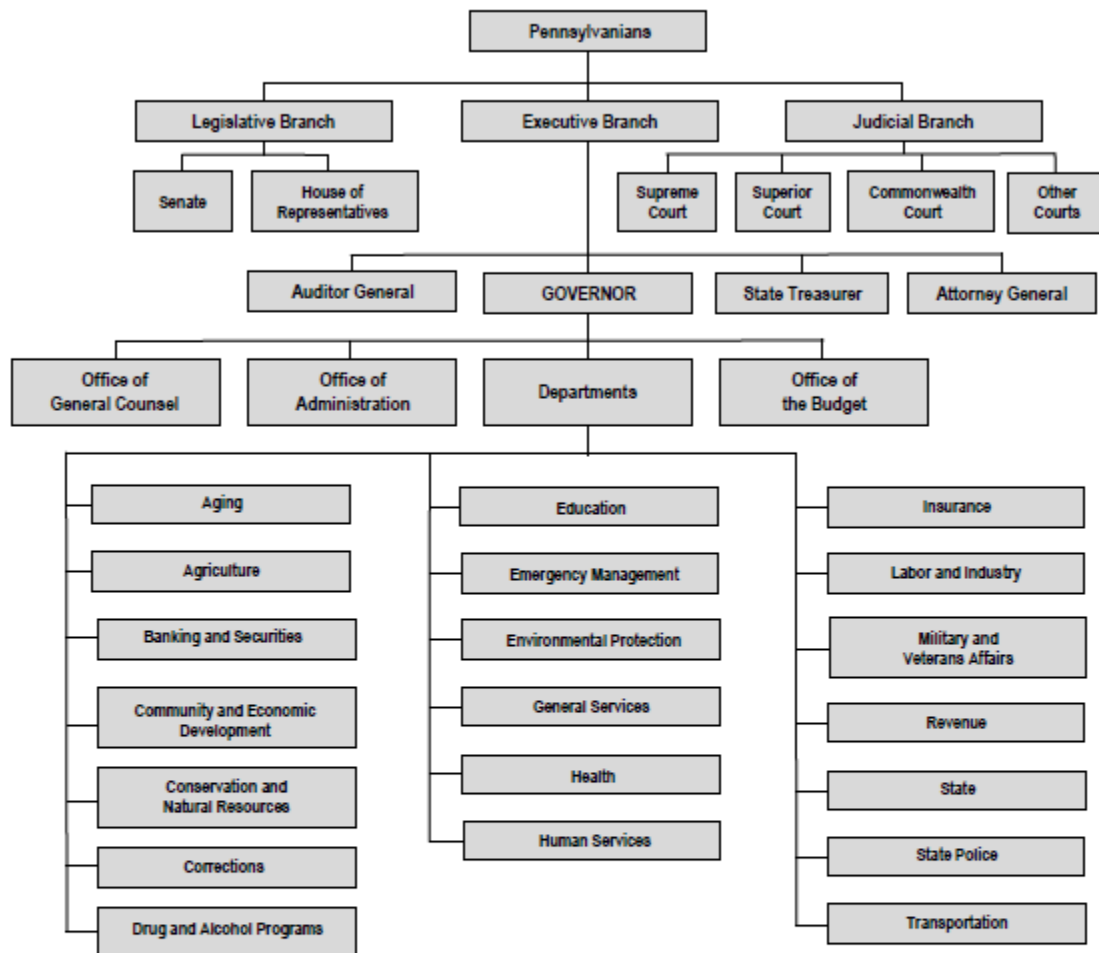 Pennsylvanians
Legislative Branch
Executive Branch
Judicial Branch
Senate
House of
Representatives
Supreme
Court
Superior
Court
Commonwealth
Court
Other
Courts
Auditor General
GOVERNOR
State Treasurer
Attorney General
Office of
General Counsel
Office of
Administration
Departments
Office of
the Budget
Aging
Agriculture
Banking and Securities
Community and Economic
Development
Conservation and
Natural Resources
Corrections
Drug and Alcohol Programs
Education
Emergency Management
Environmental Protection
General Services
Health
Human Services
Insurance
Labor and Industry
Military and
Veterans Affairs
Revenue
State
State Police
Transportation